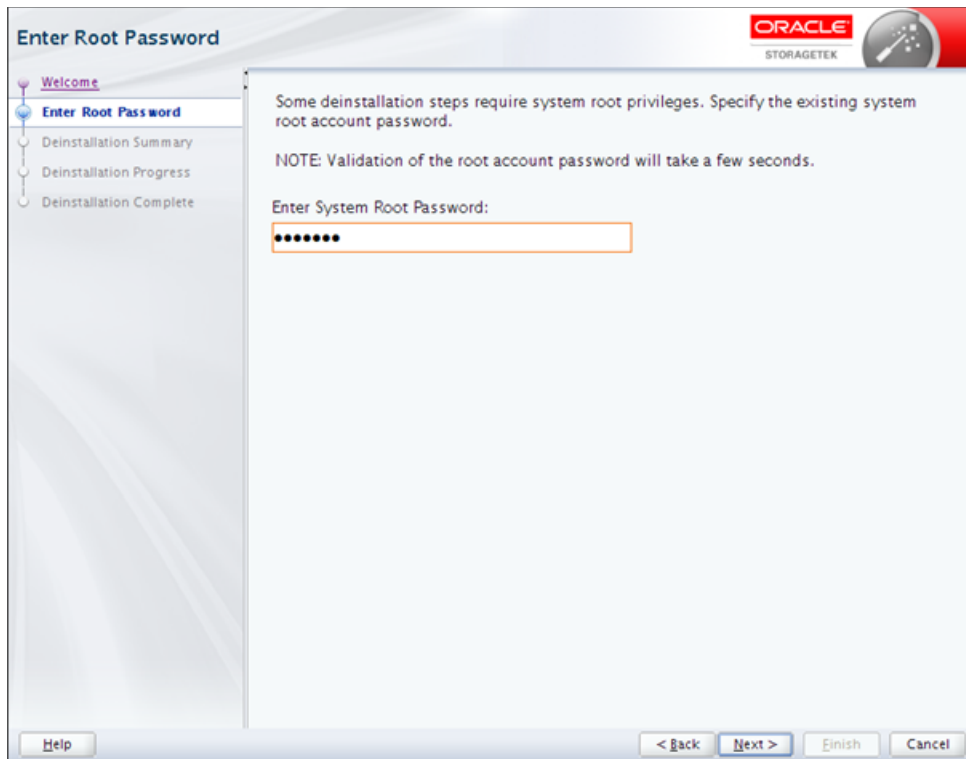 Enter Root Password
ORACLE
STORAGETEK
Welcome
Enter Root Password
Deinstallation Summary
Deinstallation Progress
Deinstallation Complete
Some deinstallation steps require system root privileges. Specify the existing system
root account password.
NOTE: Validation of the root account password will take a few seconds.
Enter System Root Password:
•••••••
Help
< Back
Next >
Finish
Cancel